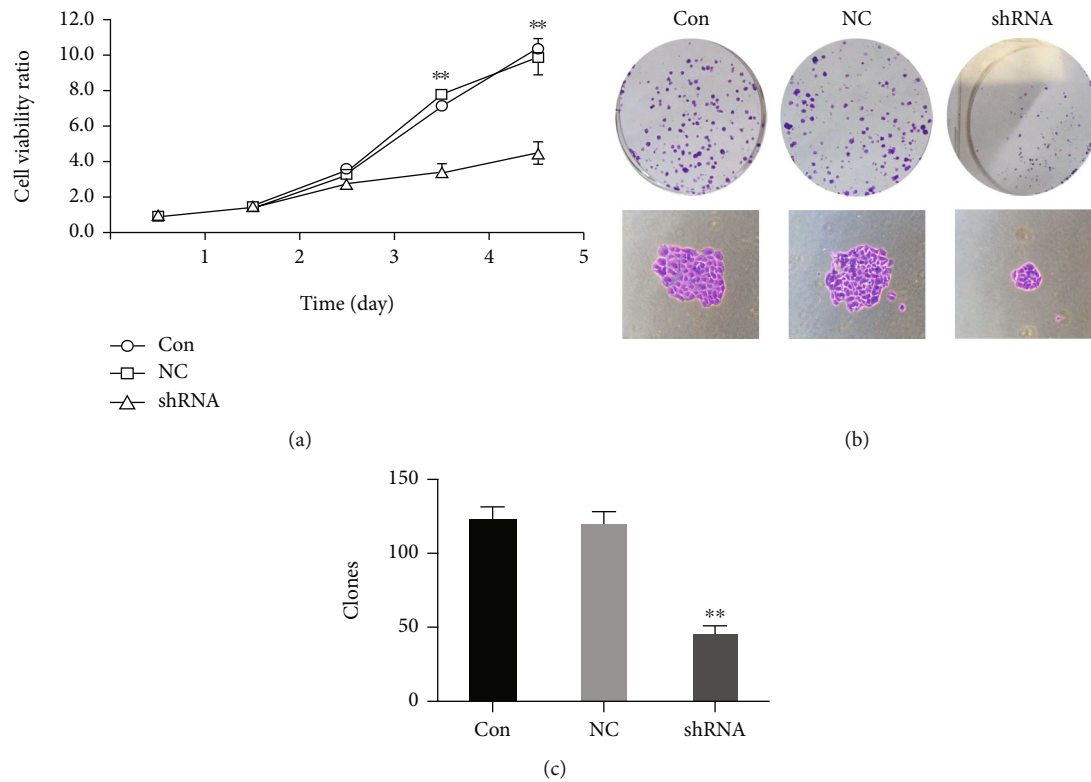 12.0
10.0
8.0
6.0
4.0
2.0
0.0
Cell viability ratio
**
**
1 2 3 4 5
Time (day)
Con
NC
shRNA
(a)
Con NC shRNA
(b)
150
100
50
0
Clones
**
Con NC shRNA
(c)